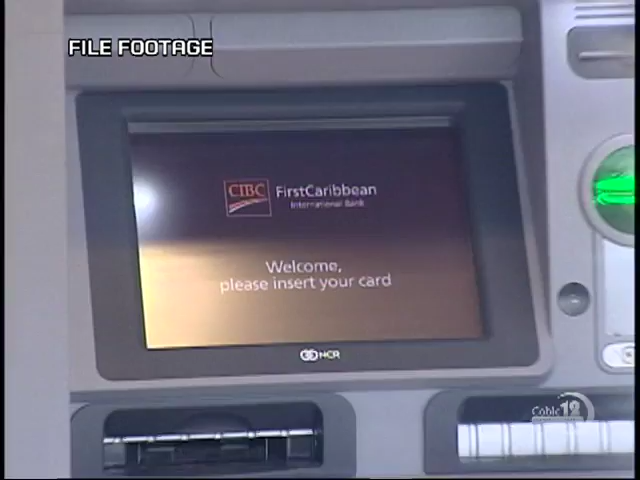 FILE FOOTAGE
CIBC FirstCaribbean
International Bank
Welcome,
please insert your card
NCR
Cable 12